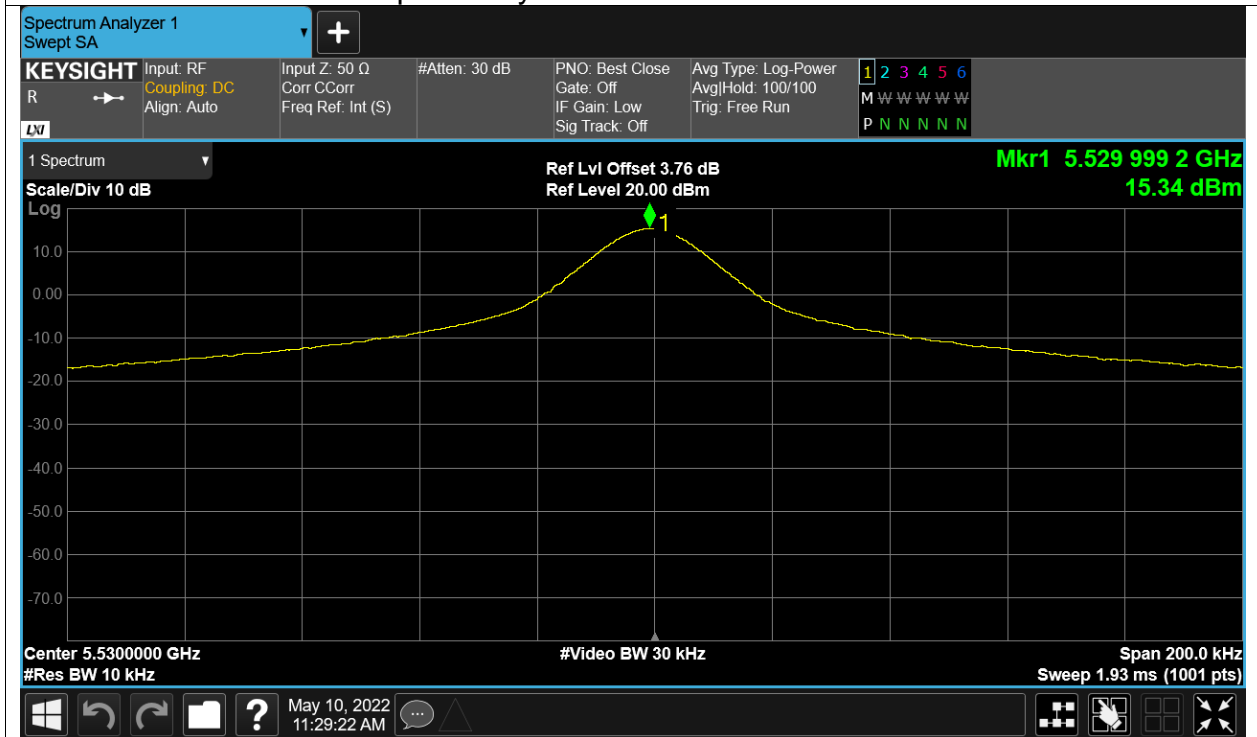 Spectrum Analyzer 1
Swept SA
+
KEYSIGHT
R
LXI
Input: RF
Coupling: DC
Align: Auto
Input Z: 50 Ω
Corr CCorr
Freq Ref: Int (S)
#Atten: 30 dB
PNO: Best Close
Gate: Off
IF Gain: Low
Sig Track: Off
Avg Type: Log-Power
Avg|Hold: 100/100
Trig: Free Run
1 2 3 4 5 6
M W W W W W
P N N N N N N
1 Spectrum
Scale/Div 10 dB
Log
Ref Lvl Offset 3.76 dB
Ref Level 20.00 dBm
Mkr1 5.529 999 2 GHz
15.34 dBm
1
10.0
0.00
-10.0
-20.0
-30.0
-40.0
-50.0
-60.0
-70.0
Center 5.5300000 GHz
#Res BW 10 kHz
#Video BW 30 kHz
Span 200.0 kHz
Sweep 1.93 ms (1001 pts)
?
May 10, 2022
11:29:22 AM